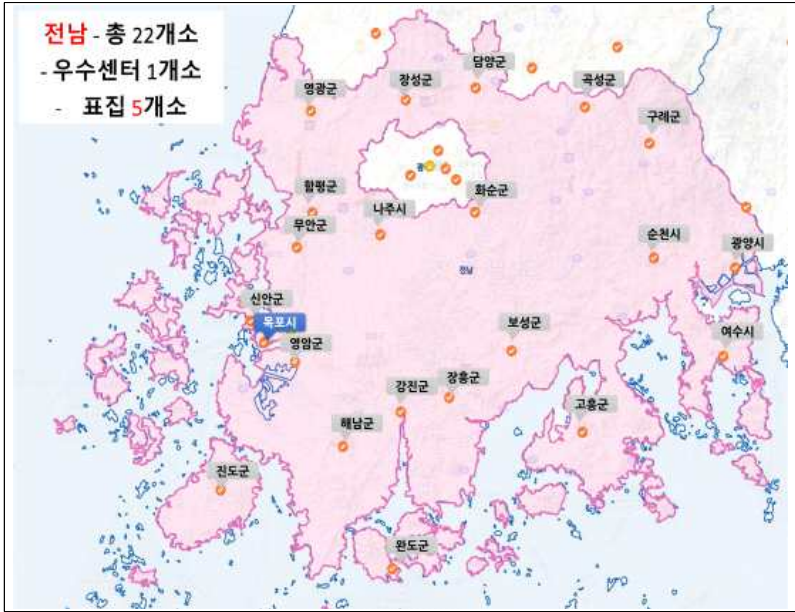 전남 - 총 22개소
- 우수센터 1개소
- 표집 5개소
담양군
장성군
곡성군
영광군
구례군
함평군
화순군
나주시
무안군
순천시
광양시
전남
신안군
목포시
보성군
여수시
영암군
장흥군
강진군
고흥군
해남군
진도군
완도군